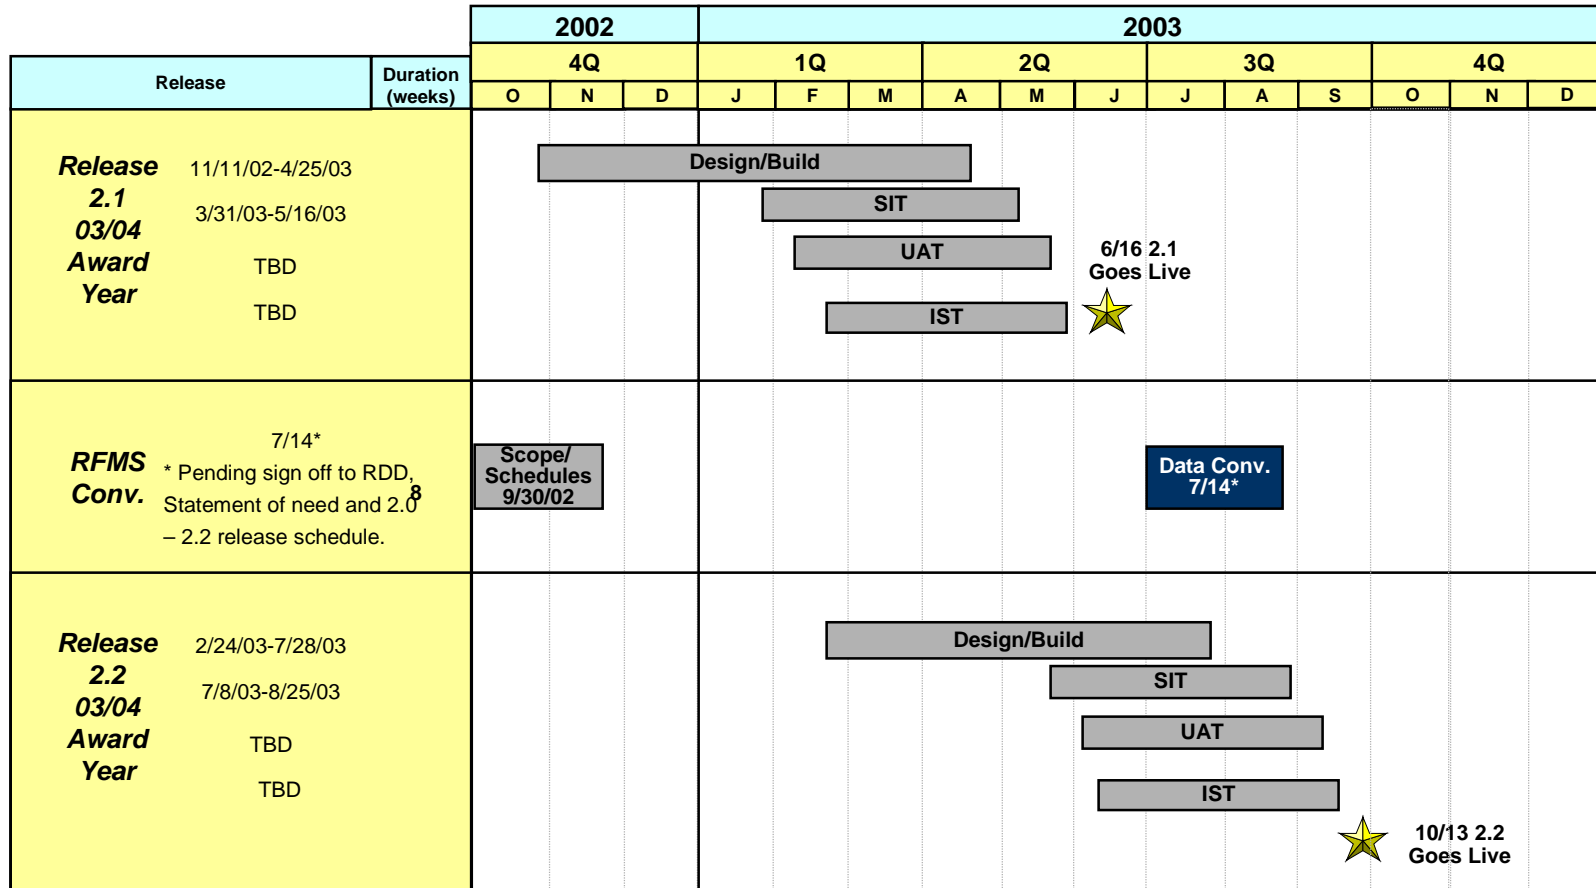 2002
2003
4Q
1Q
2Q
3Q
4Q
Release
Duration
(weeks)
O
N
D
J
F
M
A
M
J
J
A
S
O
N
D
Release
2.1
03/04
Award
Year
11/11/02-4/25/03
3/31/03-5/16/03
TBD
TBD
Design/Build
SIT
UAT
IST
6/16 2.1
Goes Live
RFMS
Conv.
7/14*
* Pending sign off to RDD,
Statement of need and 2.0
– 2.2 release schedule.
8
Scope/
Schedules
9/30/02
Data Conv.
7/14*
Release
2.2
03/04
Award
Year
2/24/03-7/28/03
7/8/03-8/25/03
TBD
TBD
Design/Build
SIT
UAT
IST
10/13 2.2
Goes Live